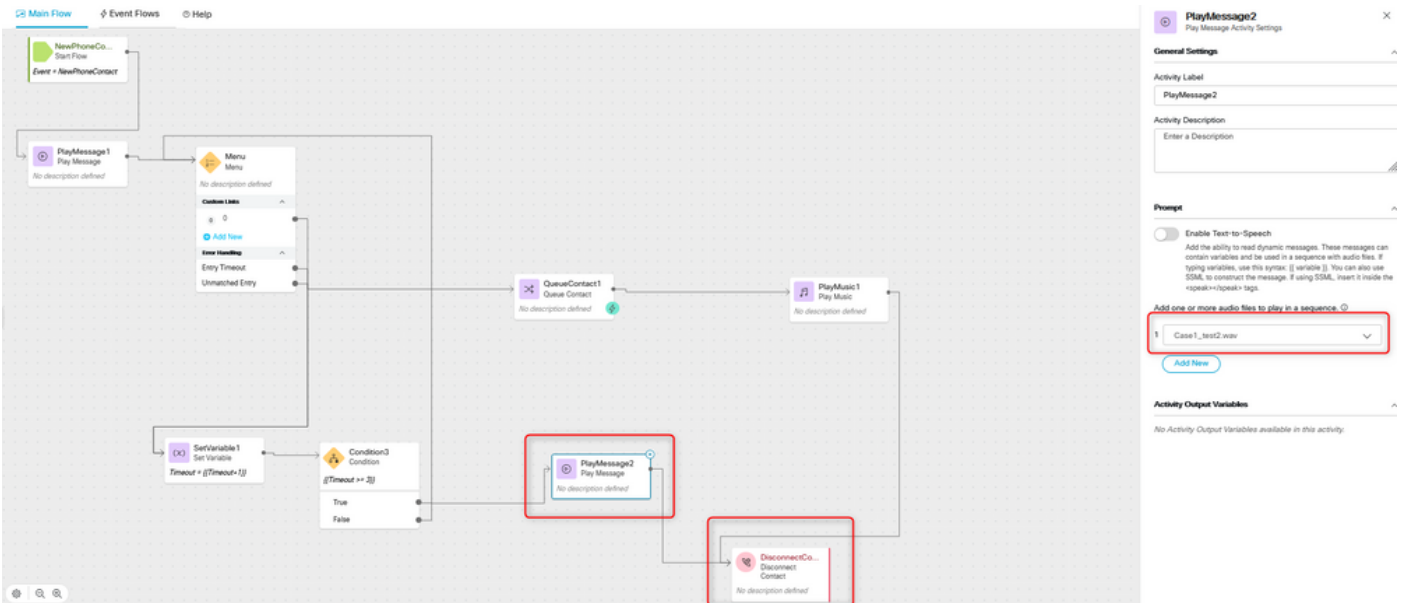 Main Flow
Event Flows
Help
NewPhoneCo...
Start Flow
Event = NewPhoneContact
PlayMessage1
Play Message
No description defined
Menu
Menu
No description defined
Custom Links
0 0
Add New
Error Handling
Entry Timeout
Unmatched Entry
QueueContact1
Queue Contact
No description defined
PlayMusic1
Play Music
No description defined
(x)
SetVariable1
Set Variable
Timeout = {{Timeout+1}}
Condition3
Condition
{{Timeout >= 3}}
True
False
PlayMessage2
Play Message
No description defined
DisconnectCo...
Disconnect
Contact
No description defined
PlayMessage2
Play Message Activity Settings
General Settings
Activity Label
PlayMessage2
Activity Description
Enter a Description
Prompt
Enable Text-to-Speech
Add the ability to read dynamic messages. These messages can
contain variables and be used in a sequence with audio files. If
typing variables, use this syntax: {{ variable }}. You can also use
SSML to construct the message. If using SSML, insert it inside the
<speak></speak> tags.
Add one or more audio files to play in a sequence.
1 Case1_test2.wav
Add New
Activity Output Variables
No Activity Output Variables available in this activity.